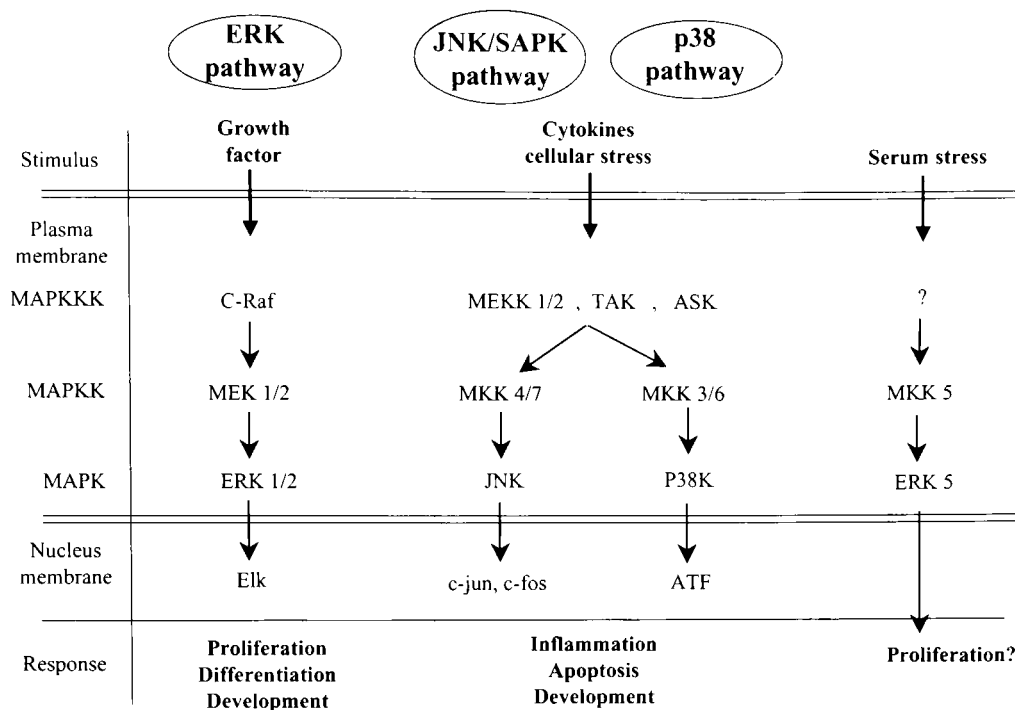 ERK
pathway
JNK/SAPK
pathway
p38
pathway
Stimulus
Growth
factor
Cytokines
cellular stress
Serum stress
Plasma
membrane
MAPKKK
C-Raf
MEKK 1/2 , TAK , ASK
?
MAPKK
MEK 1/2
MKK 4/7
MKK 3/6
MKK 5
MAPK
ERK 1/2
JNK
P38K
ERK 5
Nucleus
membrane
Elk
c-jun, c-fos
ATF
Response
Proliferation
Differentiation
Development
Inflammation
Apoptosis
Development
Proliferation?